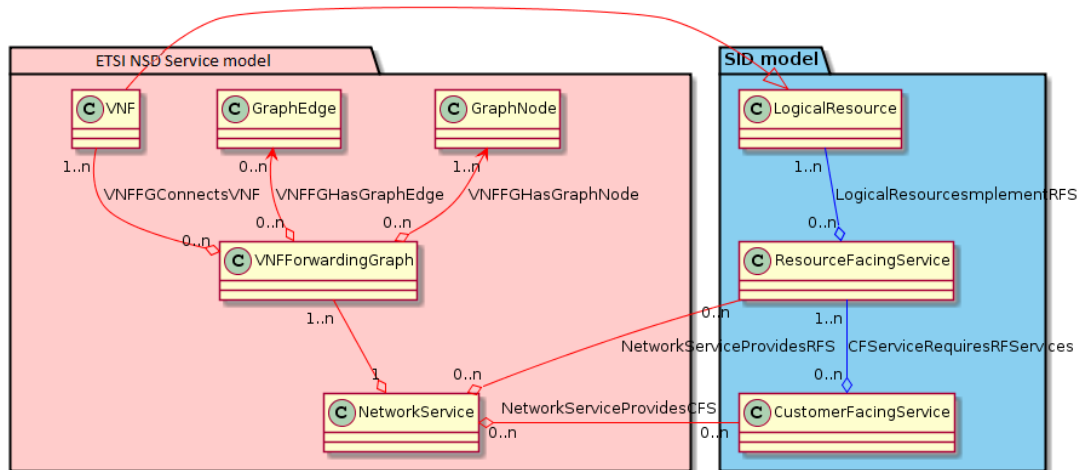 ETSI NSD Service model
SID model
C VNF
C GraphEdge
C GraphNode
C LogicalResource
1..n
0..n
1..n
1..n
VNFFGConnectsVNF
VNFFGHasGraphEdge
VNFFGHasGraphNode
LogicalResourcesmplementRFS
0..n
0..n
0..n
0..n
C VNFForwardingGraph
C ResourceFacingService
1..n
0..n
1..n
NetworkServiceProvidesRFS
CFServiceRequiresRFServices
1
0..n
0..n
C NetworkService
NetworkServiceProvidesCFS
C CustomerFacingService
0..n
0..n